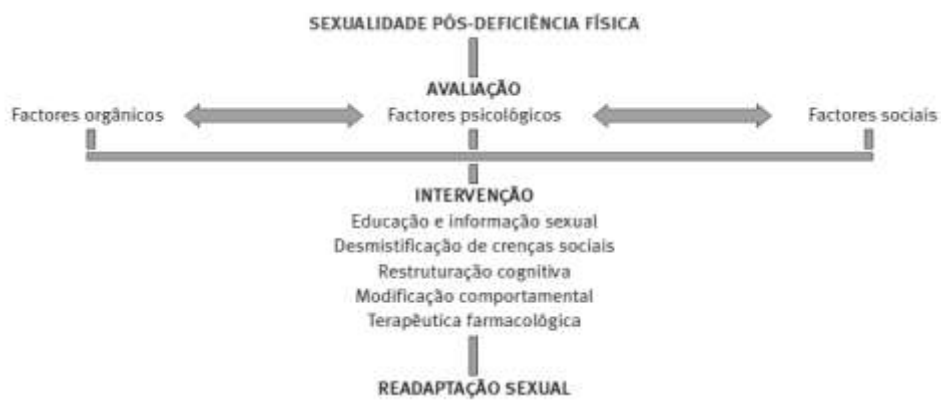 SEXUALIDADE PÓS-DEFICIÊNCIA FÍSICA
AVALIAÇÃO
Factores orgânicos Factores psicológicos Factores sociais
INTERVENÇÃO
Educação e informação sexual
Desmistificação de crenças sociais
Restruturação cognitiva
Modificação comportamental
Terapêutica farmacológica
READAPTAÇÃO SEXUAL